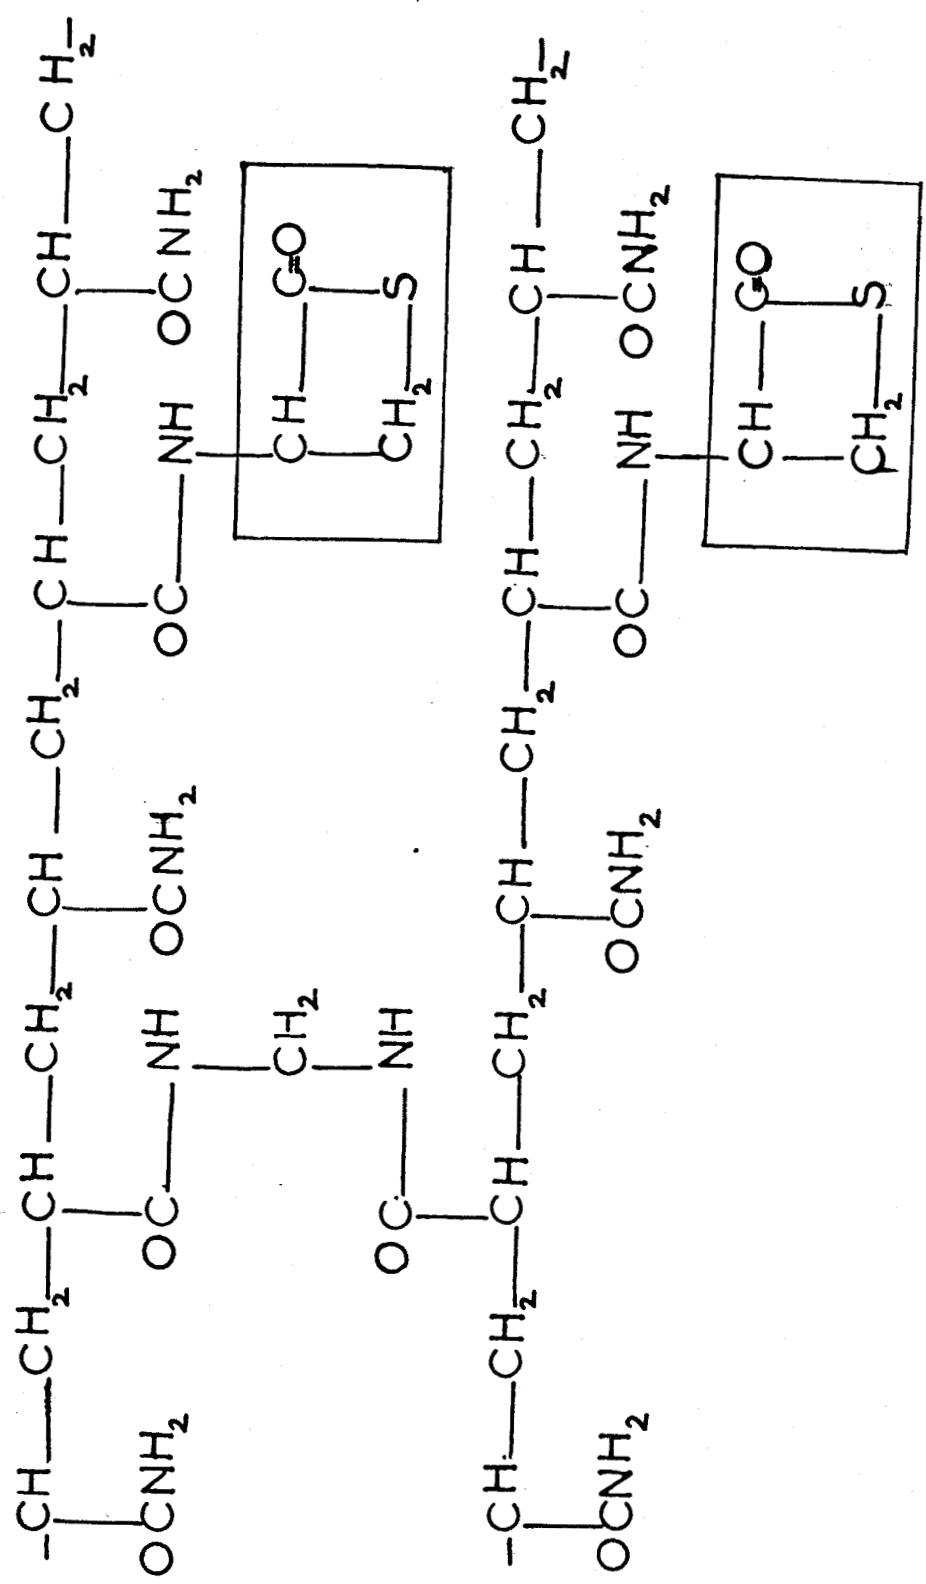 -CH—CH₂—CH—CH₂—CH—CH₂—CH—CH₂—CH—CH₂-
OCNH₂ OC—NH OCNH₂ OC—NH OCNH₂
CH₂ CH—C=O
OC—NH CH₂—S
-CH—CH₂—CH—CH₂—CH—CH₂—CH—CH₂—CH—CH₂-
OCNH₂ OCNH₂ OC—NH OCNH₂
CH—C=O
CH₂—S